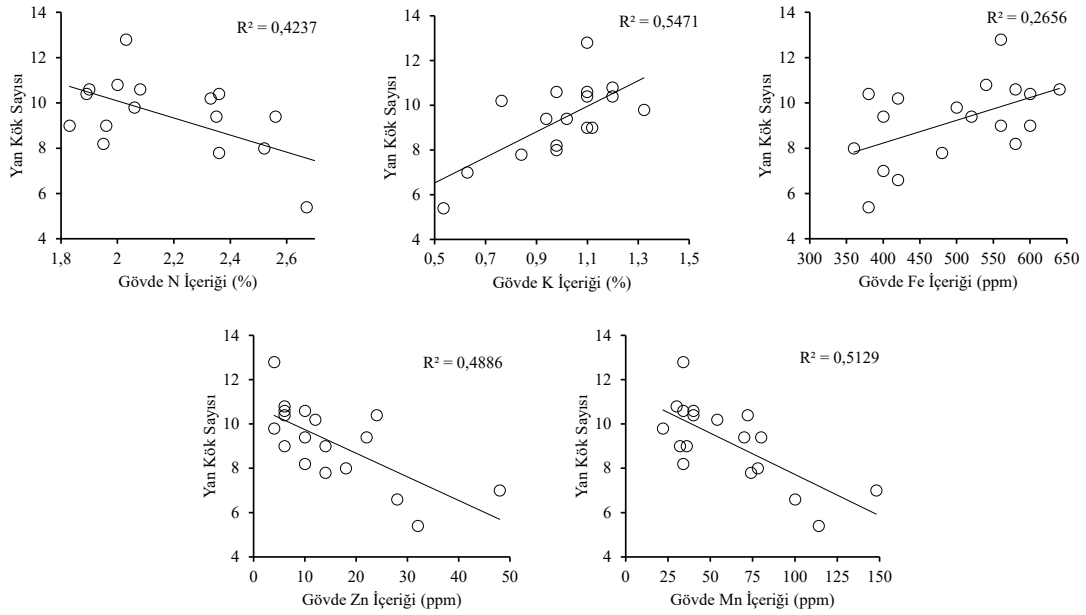 R² = 0,4237
14
12
10
8
6
4
Yan Kök Sayısı
1,8 2 2,2 2,4 2,6
Gövde N İçeriği (%)
R² = 0,5471
14
12
10
8
6
4
Yan Kök Sayısı
0,5 0,7 0,9 1,1 1,3 1,5
Gövde K İçeriği (%)
R² = 0,2656
14
12
10
8
6
4
Yan Kök Sayısı
300 350 400 450 500 550 600 650
Gövde Fe İçeriği (ppm)
R² = 0,4886
14
12
10
8
6
4
Yan Kök Sayısı
0 10 20 30 40 50
Gövde Zn İçeriği (ppm)
R² = 0,5129
14
12
10
8
6
4
Yan Kök Sayısı
0 25 50 75 100 125 150
Gövde Mn İçeriği (ppm)